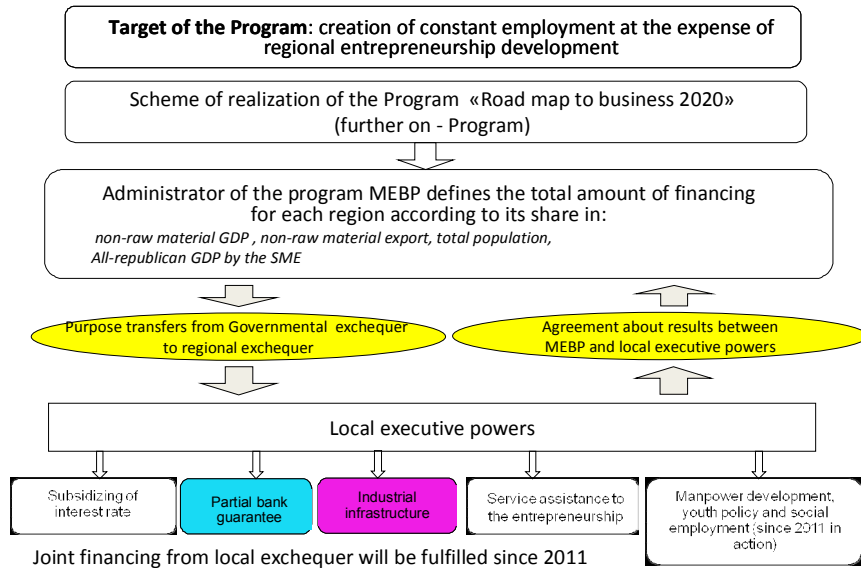 Target of the Program: creation of constant employment at the expense of
regional entrepreneurship development
Scheme of realization of the Program «Road map to business 2020»
(further on - Program)
Administrator of the program MEBP defines the total amount of financing
for each region according to its share in:
non-raw material GDP , non-raw material export, total population,
All-republican GDP by the SME
Purpose transfers from Governmental exchequer
to regional exchequer
Agreement about results between
MEBP and local executive powers
Local executive powers
Subsidizing of
interest rate
Partial bank
guarantee
Industrial
infrastructure
Service assistance to
the entrepreneurship
Manpower development,
youth policy and social
employment (since 2011 in
action)
Joint financing from local exchequer will be fulfilled since 2011